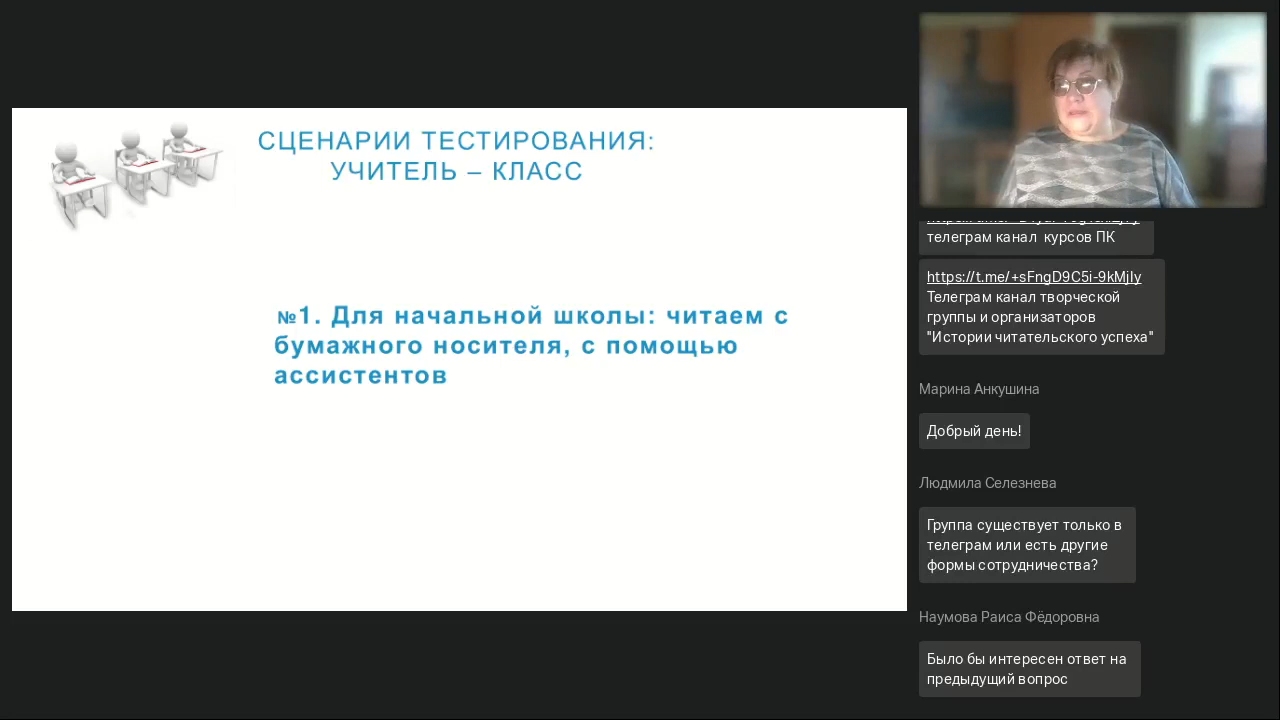 СЦЕНАРИИ ТЕСТИРОВАНИЯ:
УЧИТЕЛЬ – КЛАСС
№1. Для начальной школы: читаем с
бумажного носителя, с помощью
ассистентов
телеграм канал  курсов ПК
https://t.me/+sFngD9C5i-9kMjIy
Телеграм канал творческой
группы и организаторов
"Истории читательского успеха"
Марина Анкушина
Добрый день!
Людмила Селезнева
Группа существует только в
телеграм или есть другие
формы сотрудничества?
Наумова Раиса Фёдоровна
Было бы интересен ответ на
предыдущий вопрос